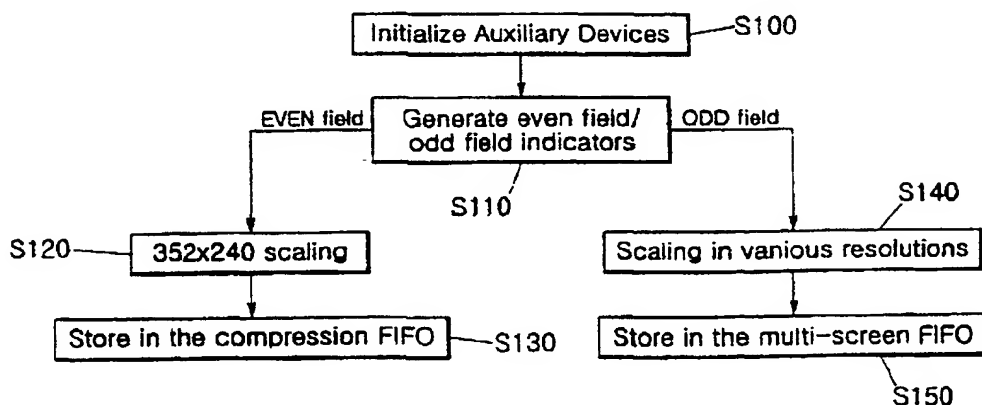 Initialize Auxiliary Devices
S100
EVEN field
Generate even field/
odd field indicators
ODD field
S110
S140
S120
352x240 scaling
Scaling in vanious resolutions
Store in the compression FIFO
S130
Store in the multi-screen FIFO
S150